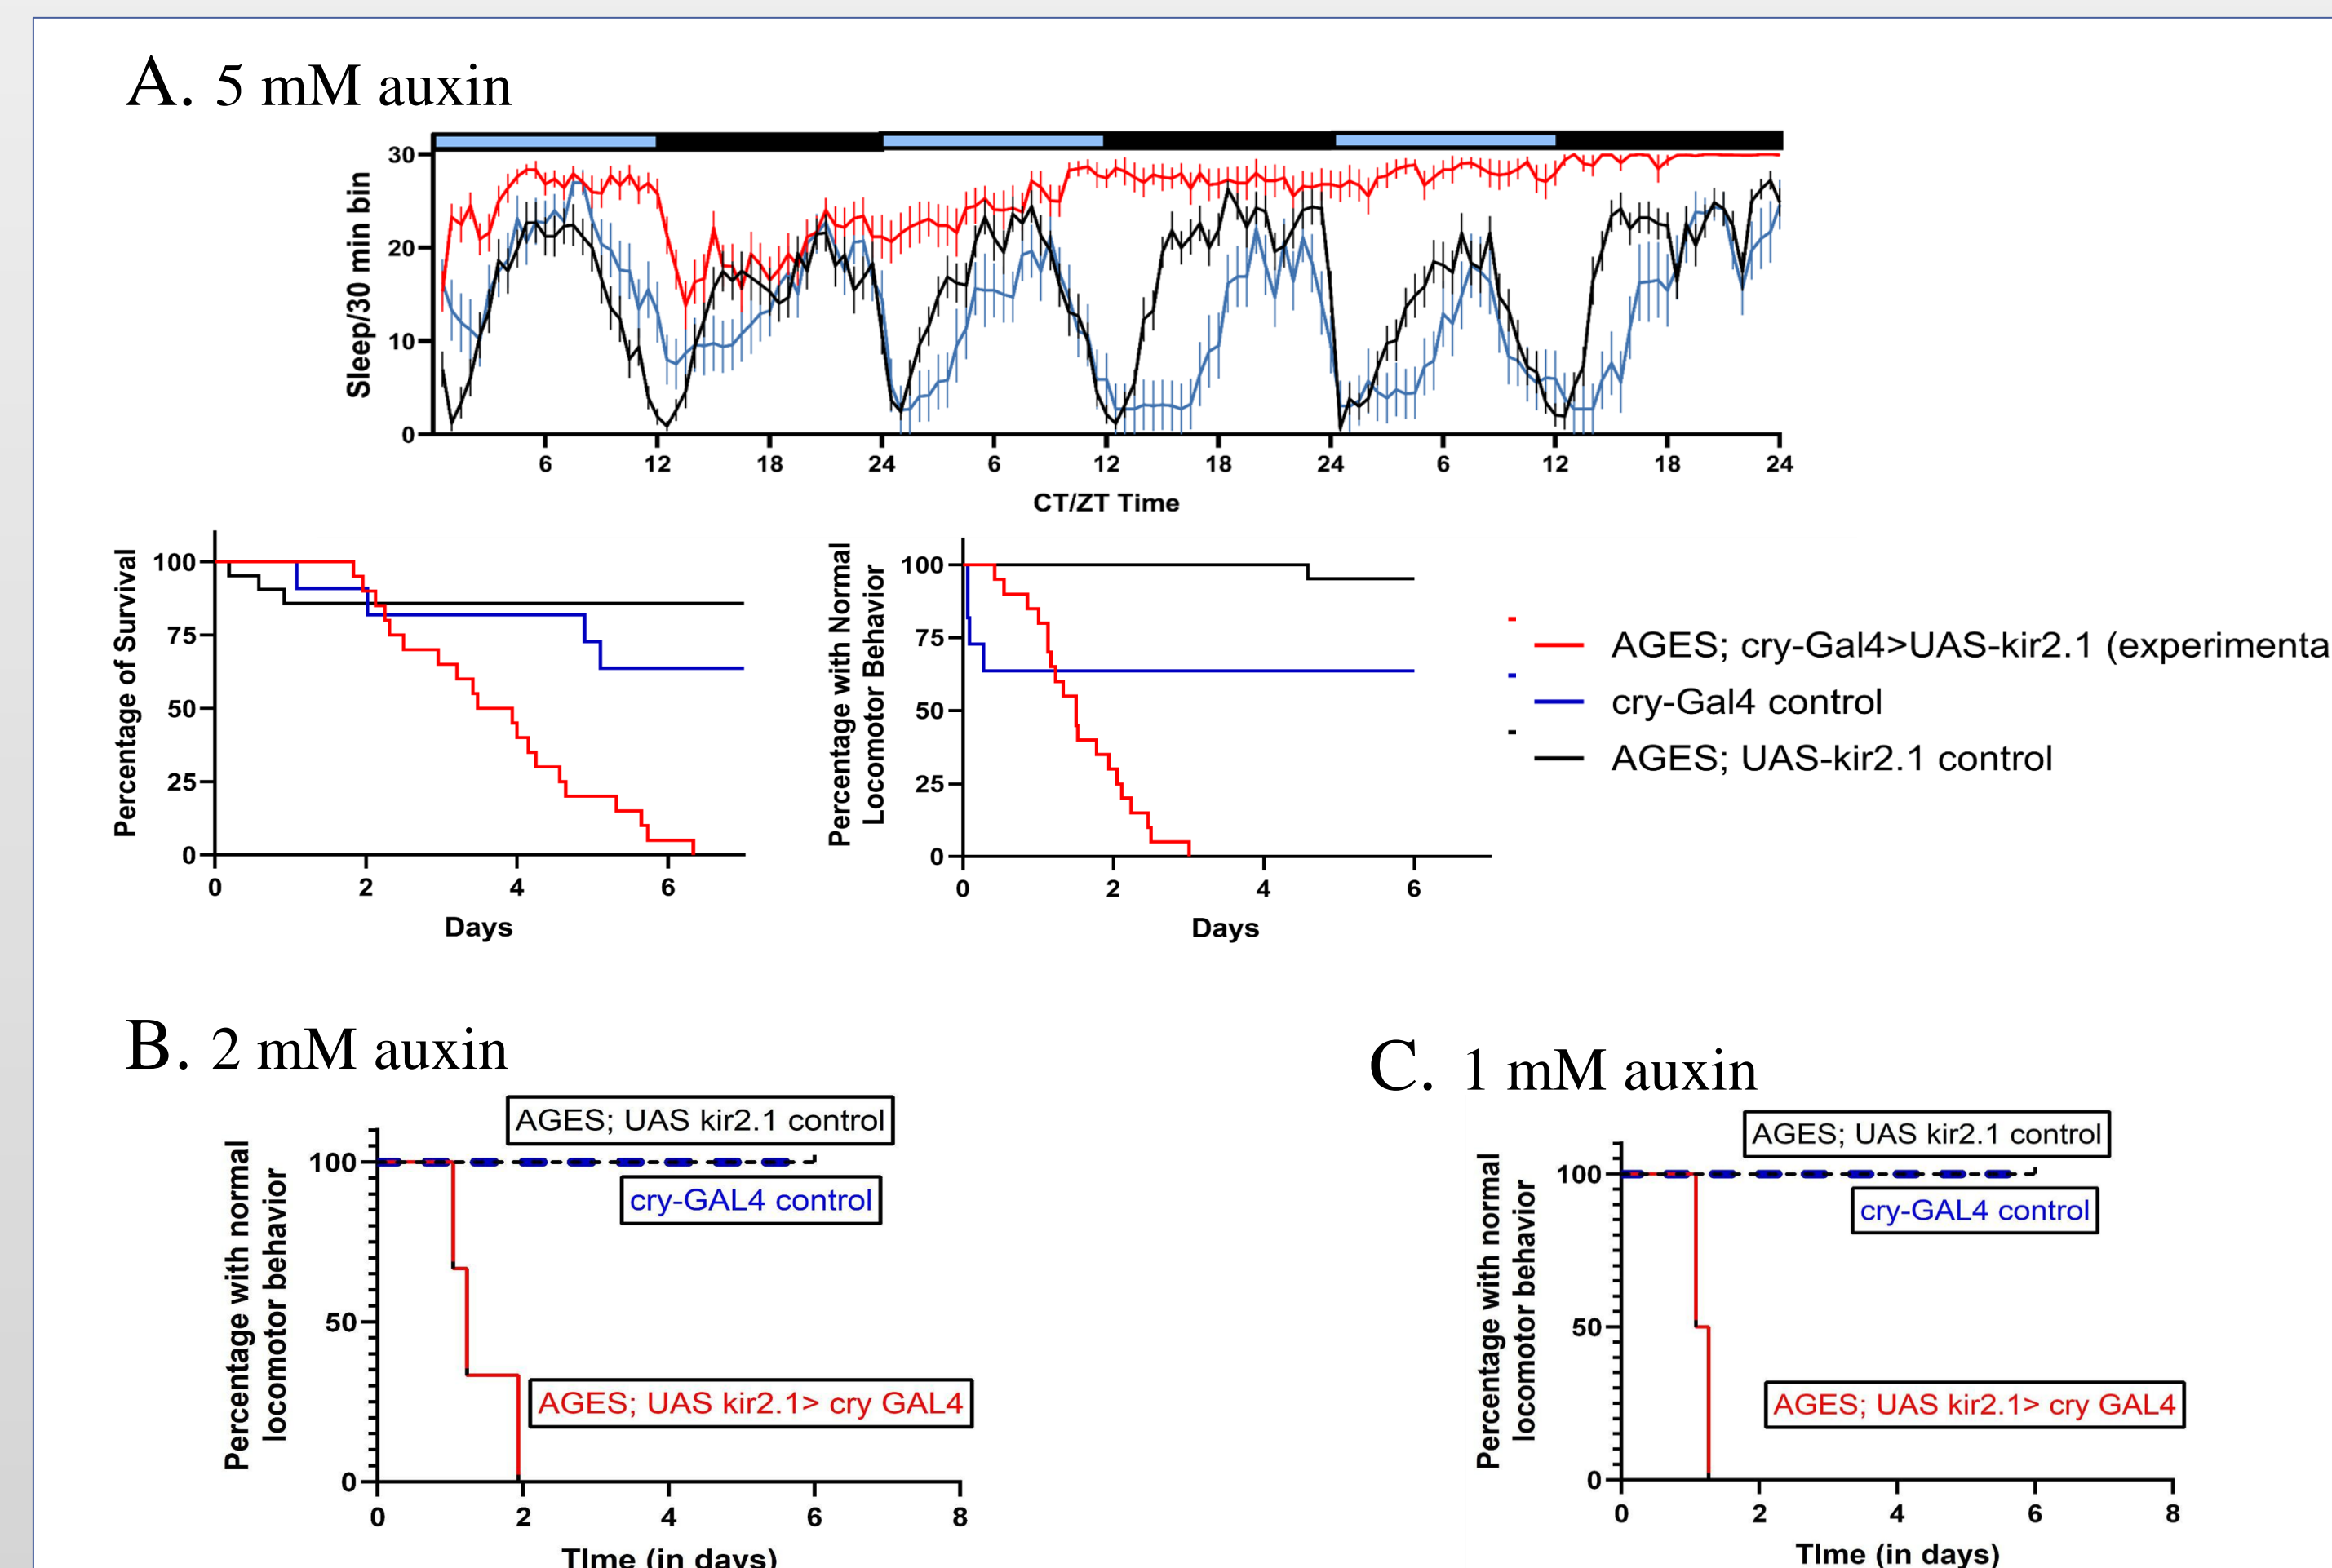 A. 5 mM auxin
Sleep/30 min bin
30
20
10
0
6 12 18 24 6 12 18 24 6 12 18 24
CT/ZT Time
Percentage of Survival
100
75
50
25
0
0 2 4 6
Days
Percentage with Normal
Locomotor Behavior
100
75
50
25
0
0 2 4 6
Days
AGES; cry-Gal4>UAS-kir2.1 (experimenta
cry-Gal4 control
AGES; UAS-kir2.1 control
B. 2 mM auxin
Percentage with normal
locomotor behavior
100
50
0
AGES; UAS kir2.1 control
cry-GAL4 control
AGES; UAS kir2.1> cry GAL4
0 2 4 6 8
TIme (in days)
C. 1 mM auxin
Percentage with normal
locomotor behavior
100
50
0
AGES; UAS kir2.1 control
cry-GAL4 control
AGES; UAS kir2.1> cry GAL4
0 2 4 6 8
TIme (in days)